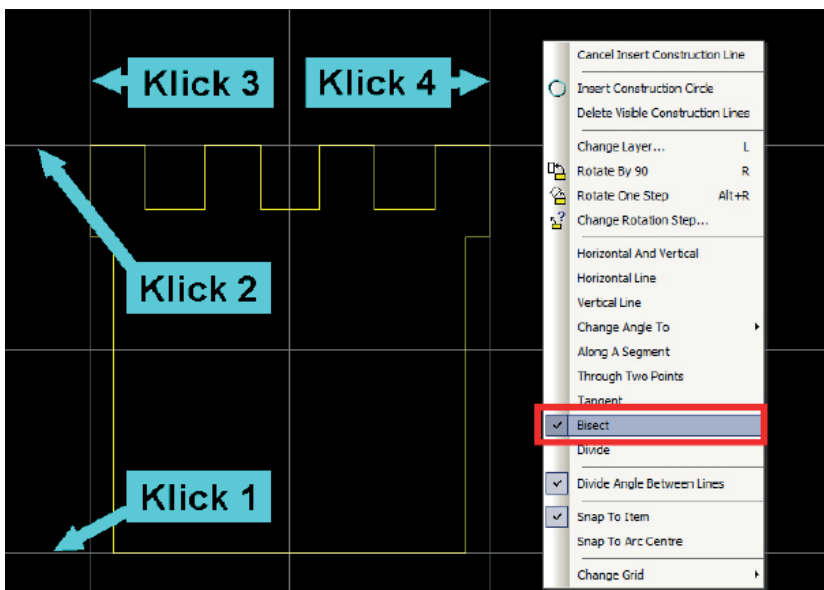 Klick 3
Klick 4
Klick 2
Klick 1
Cancel Insert Construction Line
Insert Construction Circle
Delete Visible Construction Lines
Change Layer... L
Rotate By 90 R
Rotate One Step Alt+R
Change Rotation Step...
Horizontal And Vertical
Horizontal Line
Vertical Line
Change Angle To
Along A Segment
Through Two Points
Tangent
Bisect
Divide
Divide Angle Between Lines
Snap To Item
Snap To Arc Centre
Change Grid